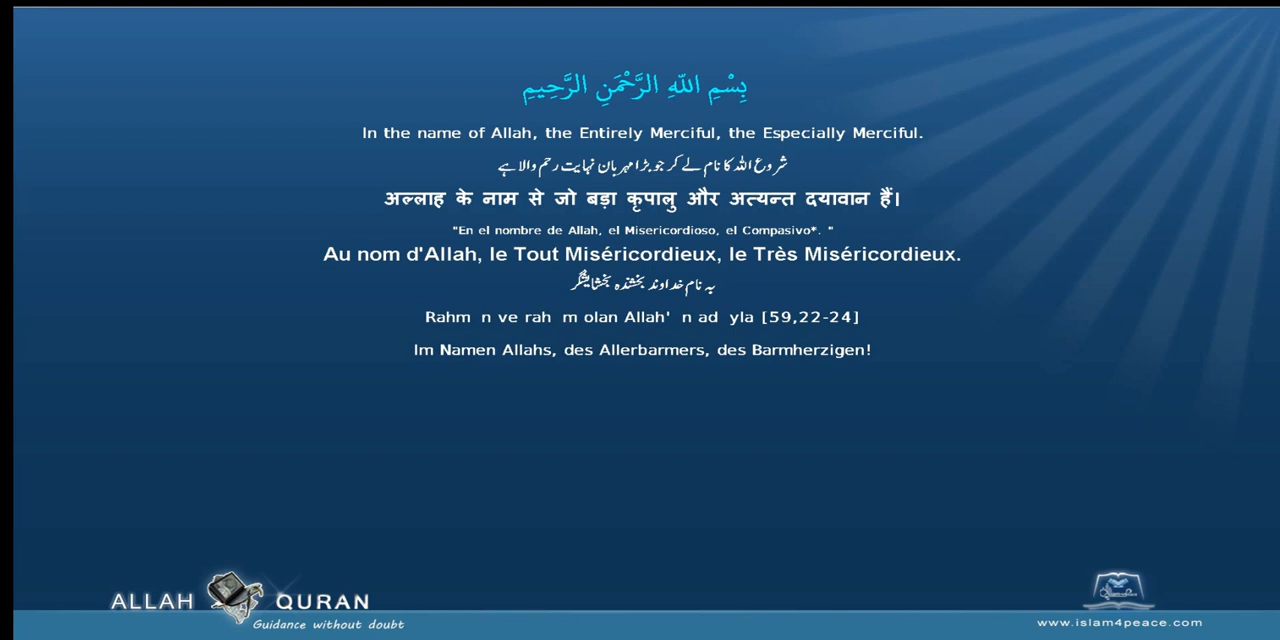 بِسْمِ اللَّهِ الرَّحْمَنِ الرَّحِيمِ
In the name of Allah, the Entirely Merciful, the Especially Merciful.
شروع اللہ کا نام لے کر جو بڑا مہربان نہایت رحم والا ہے
अल्लाह के नाम से जो बड़ा कृपालु और अत्यन्त दयावान हैं।
"En el nombre de Allah, el Misericordioso, el Compasivo*. "
Au nom d'Allah, le Tout Miséricordieux, le Très Miséricordieux.
به نام خداوند بخشنده بخشایشگر
Rahm n ve rah m olan Allah' n ad yla [59,22-24]
Im Namen Allahs, des Allerbarmers, des Barmherzigen!
ALLAH QURAN
Guidance without doubt
www.islam4peace.com